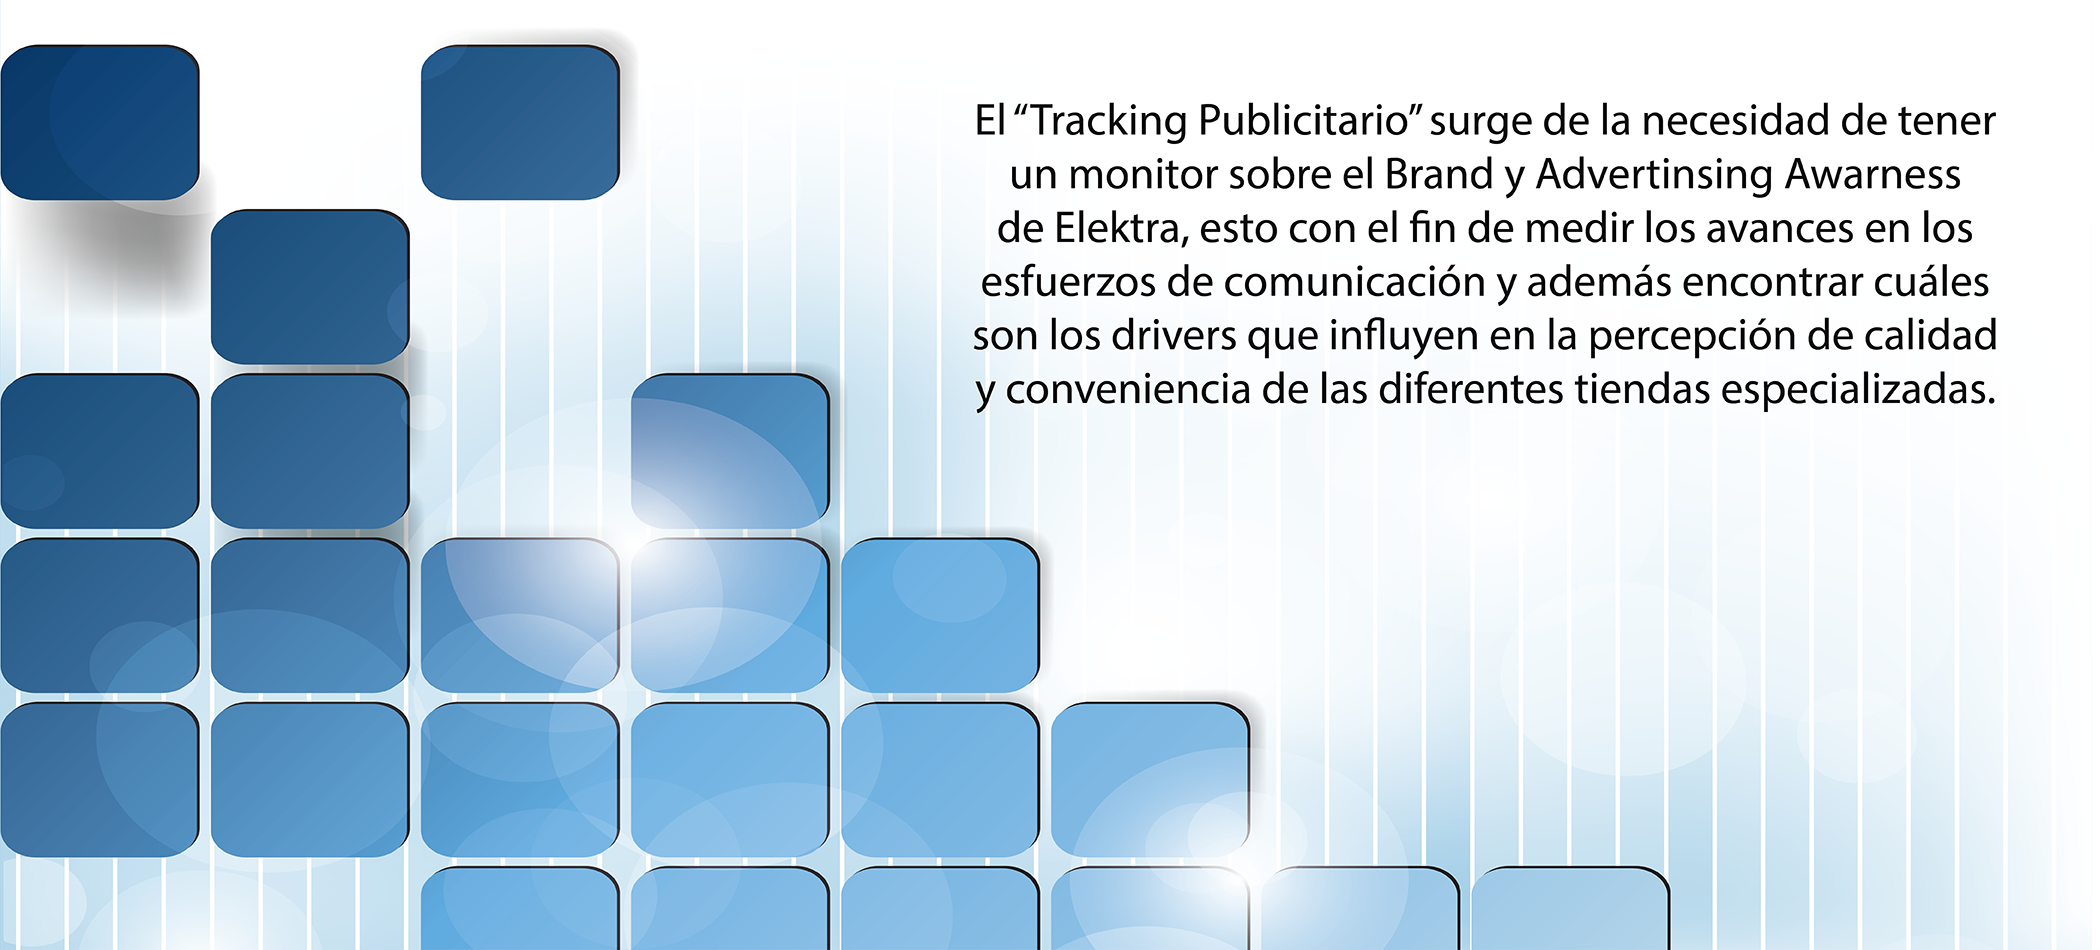 El “Tracking Publicitario” surge de la necesidad de tener
un monitor sobre el Brand y Advertinsing Awarness
de Elektra, esto con el fin de medir los avances en los
esfuerzos de comunicación y además encontrar cuáles
son los drivers que influyen en la percepción de calidad
y conveniencia de las diferentes tiendas especializadas.